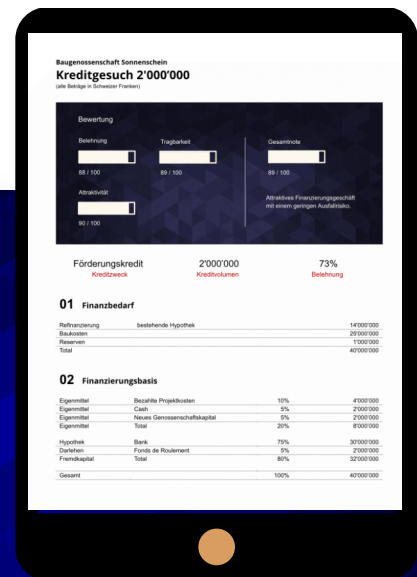 Baugenossenschaft Sonnenschein
Kreditgesuch 2'000'000
(alle Beträge in Schweizer Franken)
Bewertung
Belehnung Tragbarkeit Gesamtnote
88 / 100 89 / 100 89 / 100
Attraktivität
Attraktives Finanzierungsgeschäft
mit einem geringen Ausfallrisiko.
90 / 100
Förderungskredit 2'000'000 73%
Kreditzweck Kreditvolumen Belehnung
01 Finanzbedarf
Refinanzierung bestehende Hypothek 14'000'000
Baukosten 25'000'000
Reserven 1'000'000
Total 40'000'000
02 Finanzierungsbasis
Eigenmittel Bezahlte Projektkosten 10% 4'000'000
Eigenmittel Cash 5% 2'000'000
Eigenmittel Neues Genossenschaftskapital 5% 2'000'000
Eigenmittel Total 20% 8'000'000
Hypothek Bank 75% 30'000'000
Darlehen Fonds de Roulement 5% 2'000'000
Fremdkapital Total 80% 32'000'000
Gesamt 100% 40'000'000